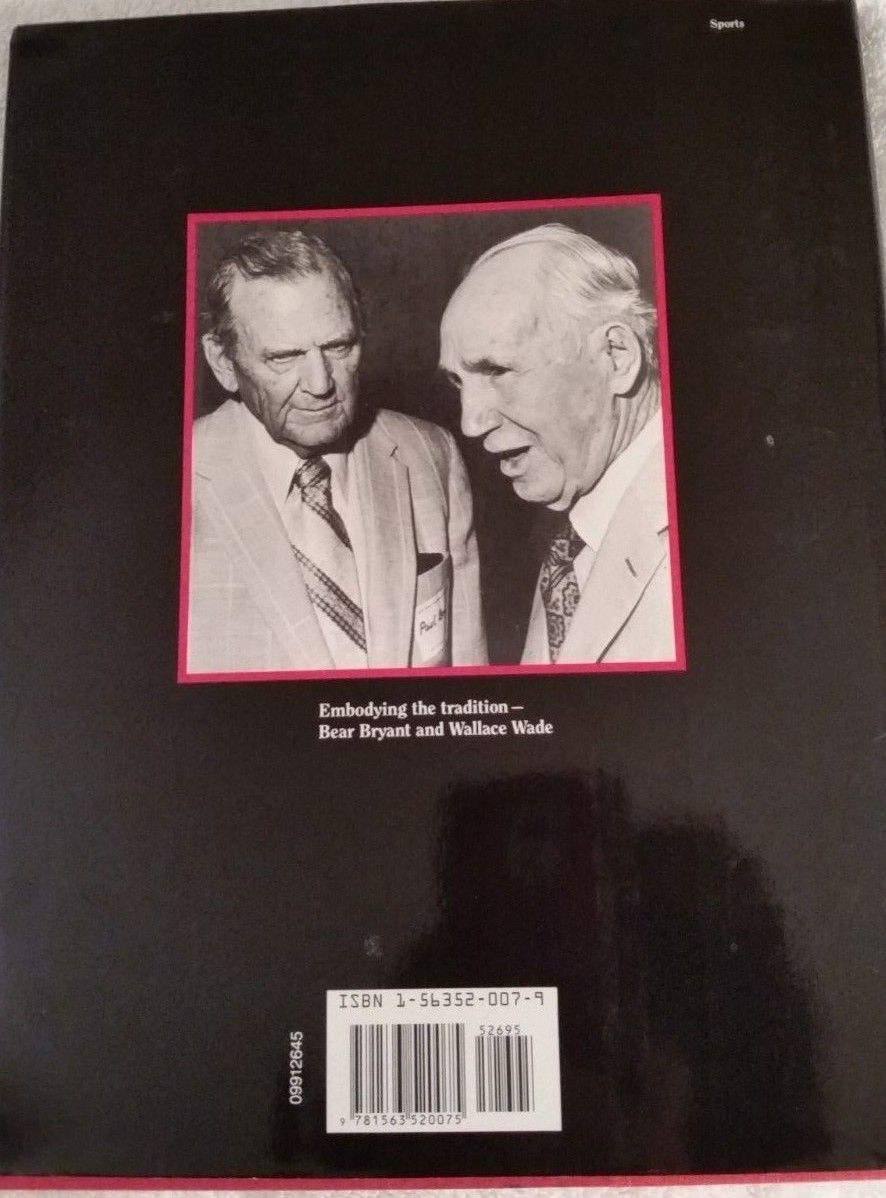 Sports
Paul
Embodying the tradition –
Bear Bryant and Wallace Wade
ISBN 1-56352-007-9
52695
9 781563 520075
09912645